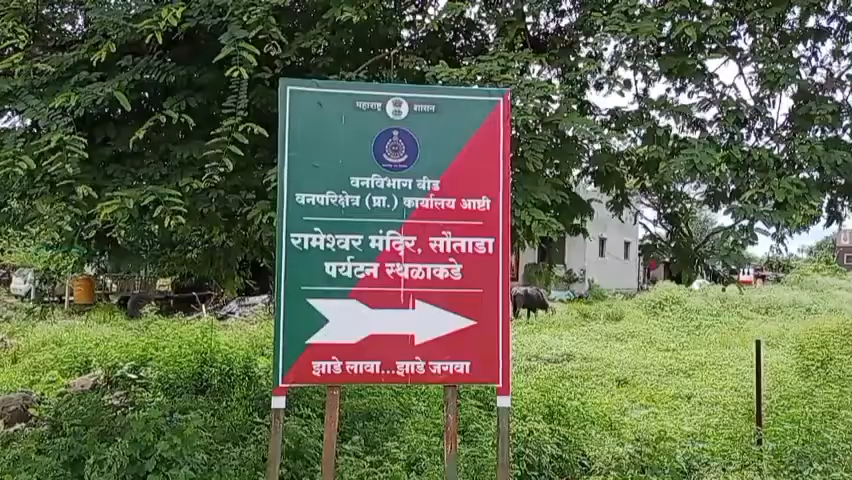 महाराष्ट्र शासन
वनविभाग बीड
वनपरिक्षेत्र (प्रा.) कार्यालय आष्टी
रामेश्वर मंदिर, सौताडा
पर्यटन स्थळाकडे
झाडे लावा...झाडे जगवा